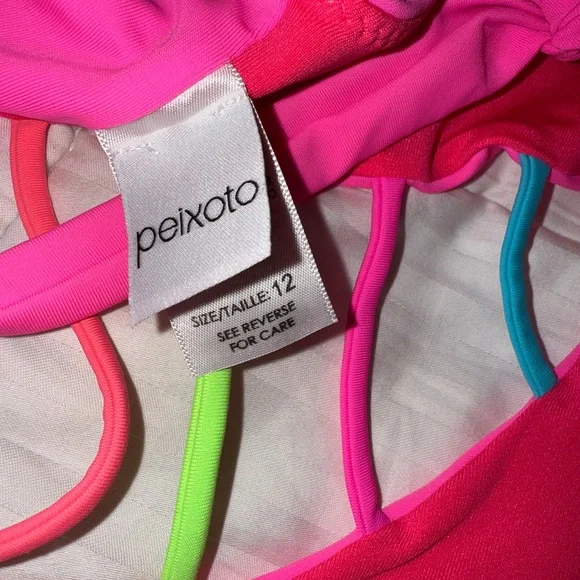 peixoto
SIZE/TAILLE: 12
SEE REVERSE
FOR CARE